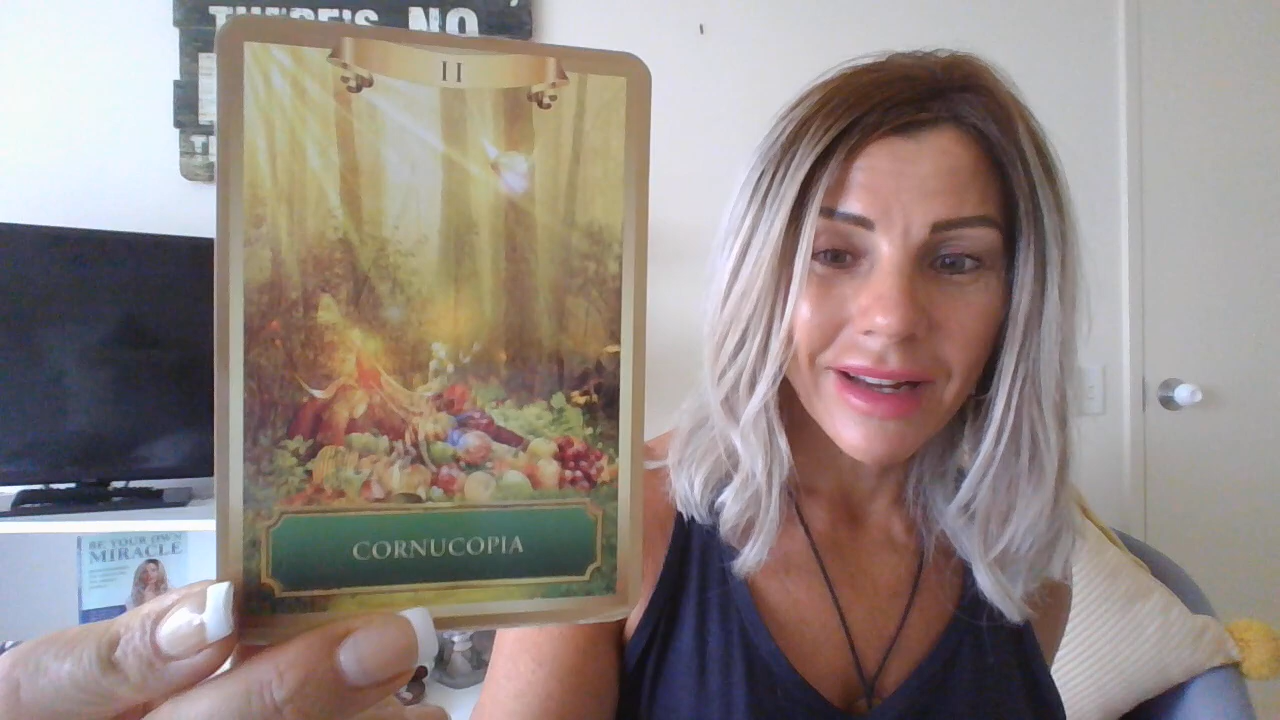 THERE'S NO
II
CORNUCOPIA
BE YOUR OWN
MIRACLE